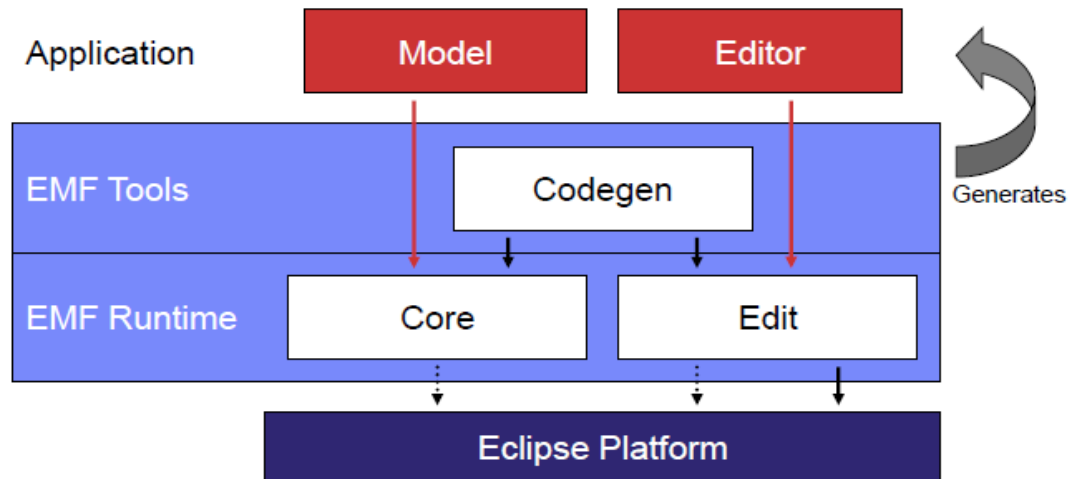 Application
Model
Editor
EMF Tools
Codegen
Generates
EMF Runtime
Core
Edit
Eclipse Platform